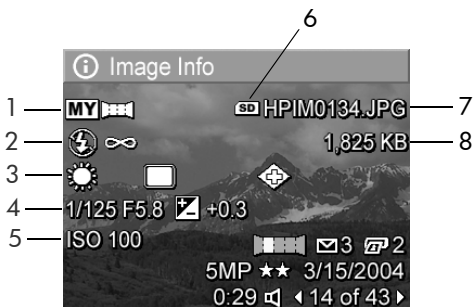 6
Image Info
1 MY SD HPIM0134.JPG 7
2 1,825 KB 8
3
4 1/125 F5.8 +0.3
5 ISO 100
3 2
5MP ★★ 3/15/2004
0:29 14 of 43